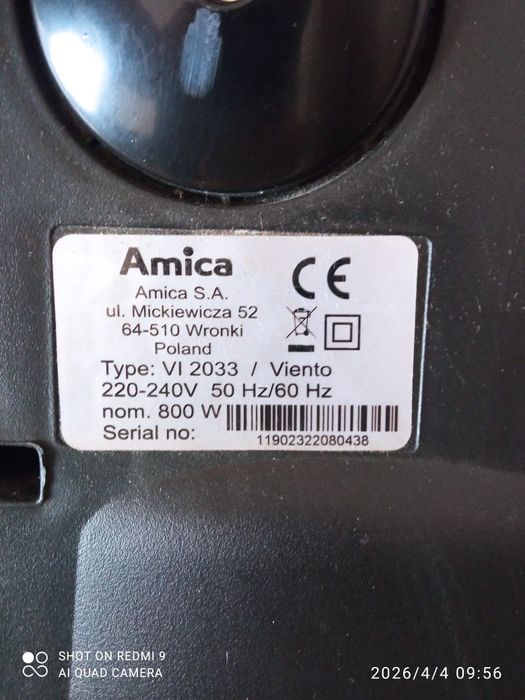 Amica
Amica S.A.
ul. Mickiewicza 52
64-510 Wronki
Poland
CE
Type: VI 2033 / Viento
220-240V 50 Hz/60 Hz
nom. 800 W
Serial no:
11902322080438
SHOT ON REDMI 9
AI QUAD CAMERA
2026/4/4 09:56